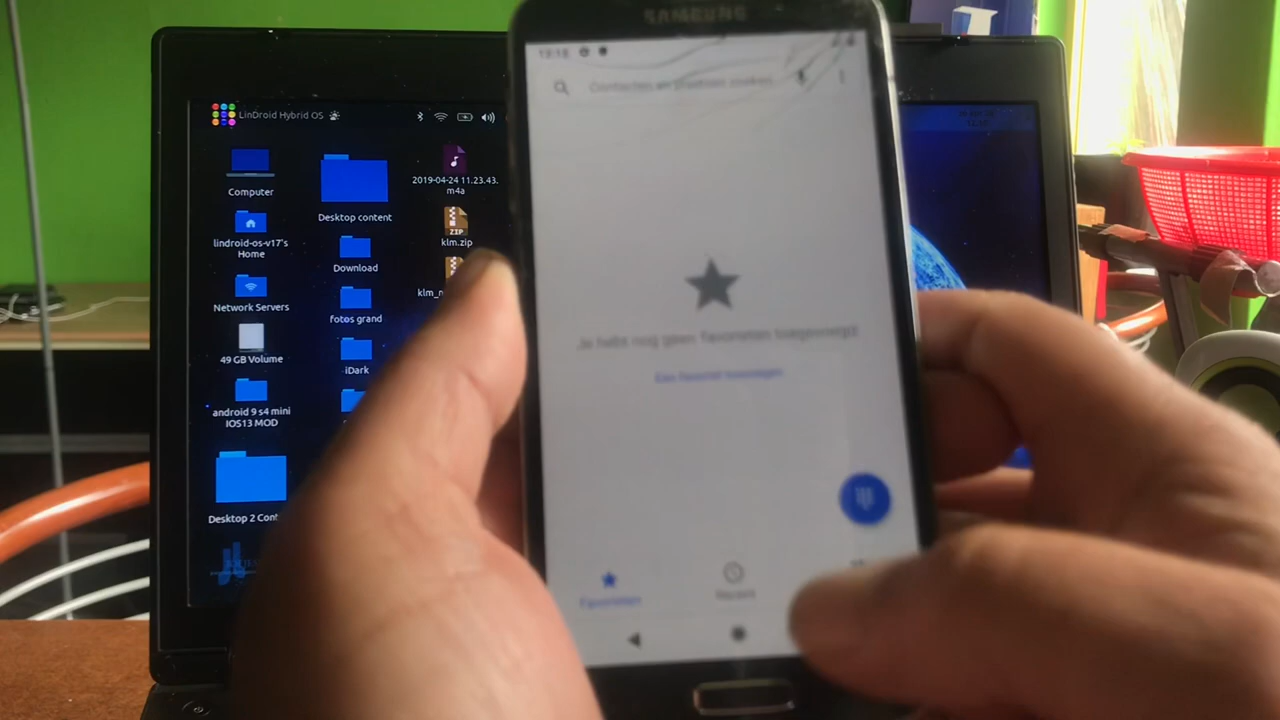 SAMSUNG
Contacten en plaatsen zoeken
Je hebt nog geen favorieten toegevoegd
Een favoriet toevoegen
Favorieten
Recent
LinDroid Hybrid OS
Computer
Desktop content
2019-04-24 11.23.43.
m4a
lindroid-os-v17's
Home
Download
ZIP
klm.zip
Network Servers
fotos grand
klm_
49 GB Volume
iDark
android 9 s4 mini
IOS13 MOD
Desktop 2 Cont